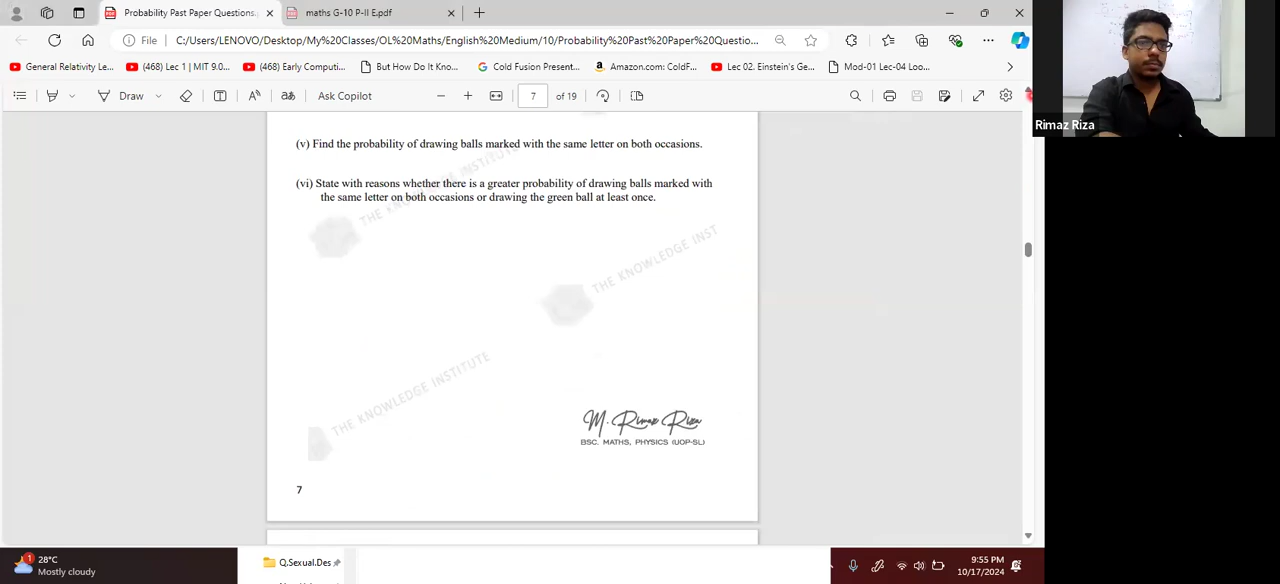 Probability Past Paper Questions.
maths G-10 P-II E.pdf
File
C:/Users/LENOVO/Desktop/My%20Classes/OL%20Maths/English%20Medium/10/Probability%20Past%20Paper%20Questio...
General Relativity Le...
(468) Lec 1 | MIT 9.0...
(468) Early Computi...
But How Do It Kno...
Cold Fusion Present...
Amazon.com: ColdF...
Lec 02. Einstein's Ge...
Mod-01 Lec-04 Loo...
Draw
Ask Copilot
7 of 19
Rimaz Riza
(v) Find the probability of drawing balls marked with the same letter on both occasions.
(vi) State with reasons whether there is a greater probability of drawing balls marked with
the same letter on both occasions or drawing the green ball at least once.
THE KNOWLEDGE INSTITUTE
THE KNOWLEDGE INST
THE KNOWLEDGE INSTITUTE
M. Rimaz Riza
BSC. MATHS, PHYSICS (UOP-SL)
7
1
28°C
Mostly cloudy
Q.Sexual.Des
9:55 PM
10/17/2024